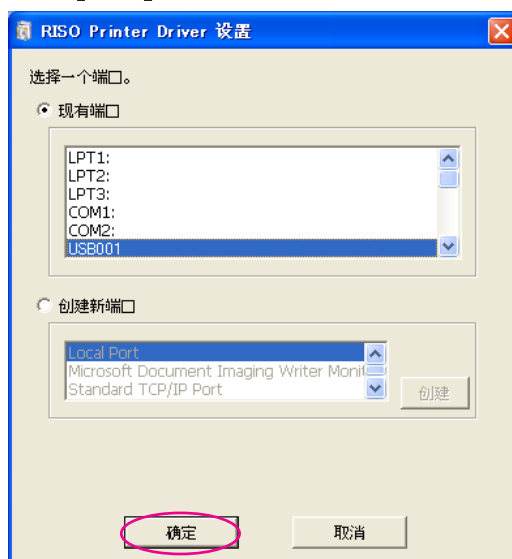 RISO Printer Driver 设置
选择一个端口。
现有端口
LPT1:
LPT2:
LPT3:
COM1:
COM2:
USB001
创建新端口
Local Port
Microsoft Document Imaging Writer Monit
Standard TCP/IP Port
创建
确定
取消